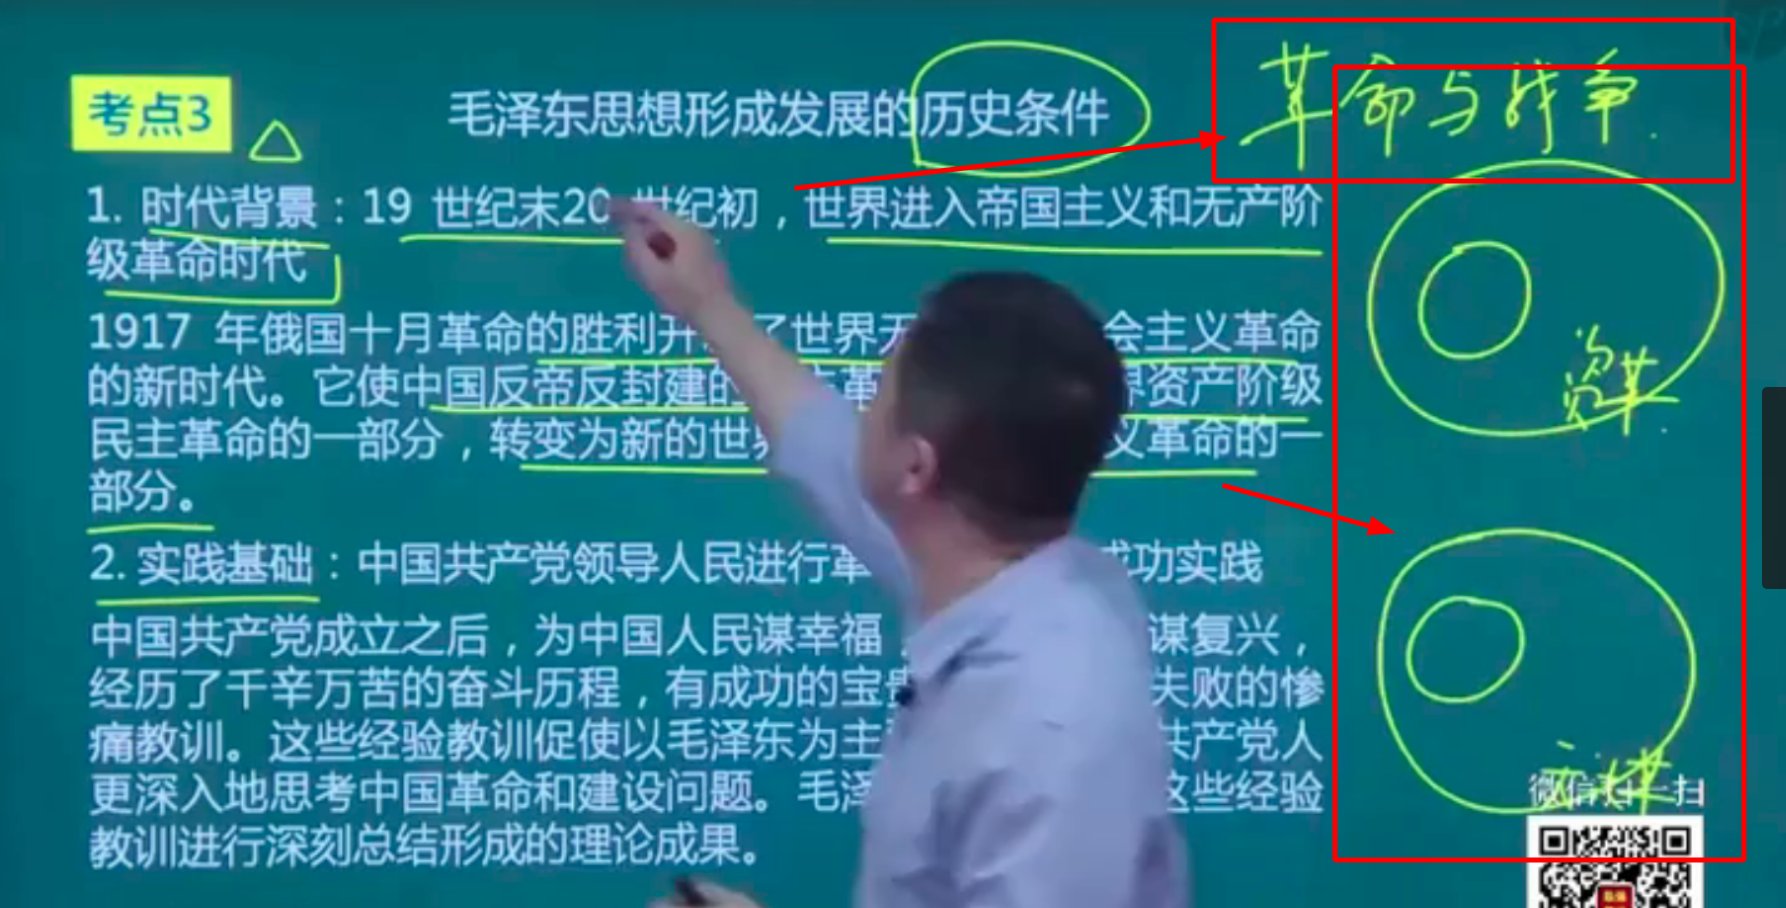 考点3
毛泽东思想形成发展的历史条件
革命与战争.
1. 时代背景：19 世纪末20 世纪初，世界进入帝国主义和无产阶
级革命时代
1917 年俄国十月革命的胜利开 了世界无 会主义革命
的新时代。它使中国反帝反封建的 革 界资产阶级
民主革命的一部分，转变为新的世界 义革命的一
部分。
资革.
2. 实践基础：中国共产党领导人民进行革 成功实践
中国共产党成立之后，为中国人民谋幸福， 谋复兴，
经历了千辛万苦的奋斗历程，有成功的宝贵 失败的惨
痛教训。这些经验教训促使以毛泽东为主 共产党人
更深入地思考中国革命和建设问题。毛泽 这些经验
教训进行深刻总结形成的理论成果。
微信扫一扫